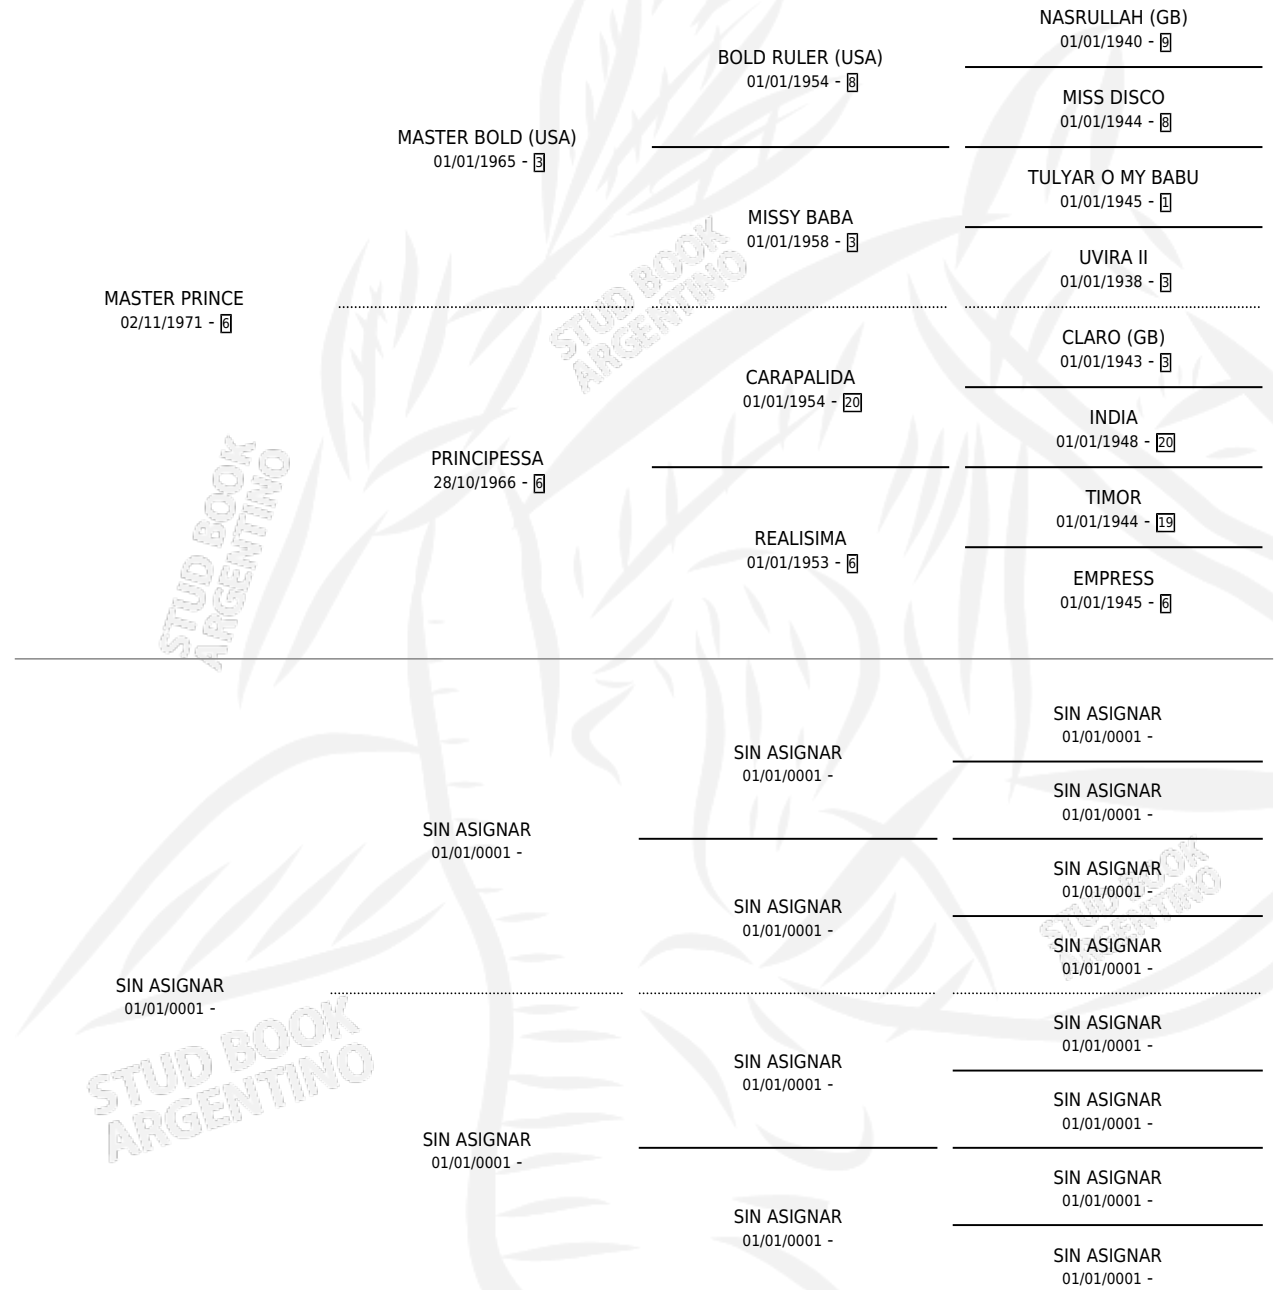 NASRULLAH (GB)
01/01/1940 - 9
BOLD RULER (USA)
01/01/1954 - 8
MISS DISCO
01/01/1944 - 8
MASTER BOLD (USA)
01/01/1965 - 3
TULYAR O MY BABU
01/01/1945 - 1
MISSY BABA
01/01/1958 - 3
UVIRA II
01/01/1938 - 3
MASTER PRINCE
02/11/1971 - 6
CLARO (GB)
01/01/1943 - 3
CARAPALIDA
01/01/1954 - 20
INDIA
01/01/1948 - 20
PRINCIPESSA
28/10/1966 - 6
TIMOR
01/01/1944 - 19
REALISIMA
01/01/1953 - 6
EMPRESS
01/01/1945 - 6
STUD BOOK
ARGENTINO
STUD BOOK
ARGENTINO
SIN ASIGNAR
01/01/0001 -
SIN ASIGNAR
01/01/0001 -
SIN ASIGNAR
01/01/0001 -
SIN ASIGNAR
01/01/0001 -
SIN ASIGNAR
01/01/0001 -
SIN ASIGNAR
01/01/0001 -
SIN ASIGNAR
01/01/0001 -
SIN ASIGNAR
01/01/0001 -
SIN ASIGNAR
01/01/0001 -
SIN ASIGNAR
01/01/0001 -
SIN ASIGNAR
01/01/0001 -
SIN ASIGNAR
01/01/0001 -
SIN ASIGNAR
01/01/0001 -
SIN ASIGNAR
01/01/0001 -
SIN ASIGNAR
01/01/0001 -
STUD BOOK
ARGENTINO
STUD BOOK
ARGENTINO